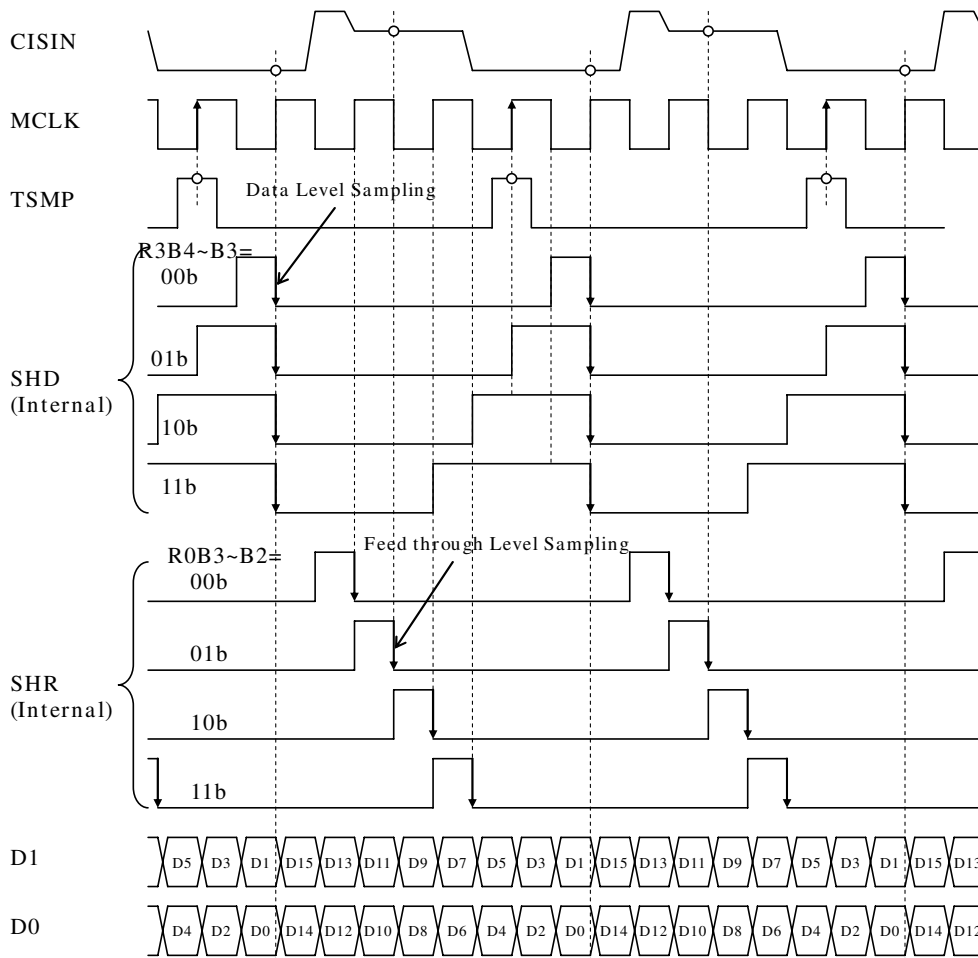 CISIN
MCLK
TSMP
Data Level Sampling
R3B4~B3=
00b
01b
SHD
(Internal)
10b
11b
Feed through Level Sampling
R0B3~B2=
00b
01b
SHR
(Internal)
10b
11b
D1 D5 D3 D1 D15 D13 D11 D9 D7 D5 D3 D1 D15 D13 D11 D9 D7 D5 D3 D1 D15 D13
D0 D4 D2 D0 D14 D12 D10 D8 D6 D4 D2 D0 D14 D12 D10 D8 D6 D4 D2 D0 D14 D12